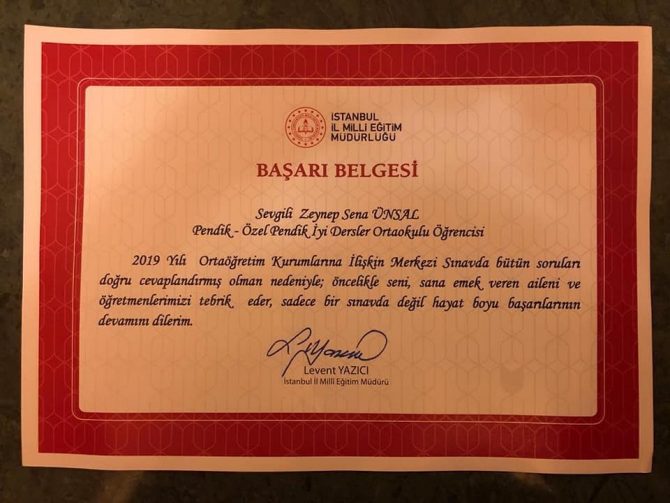 İSTANBUL
İL MİLLİ EĞİTİM
MÜDÜRLÜĞÜ
BAŞARI BELGESİ
Sevgili Zeynep Sena ÜNSAL
Pendik - Özel Pendik İyi Dersler Ortaokulu Öğrencisi
2019 Yılı Ortaöğretim Kurumlarına İlişkin Merkezi Sınavda bütün soruları
doğru cevaplandırmış olman nedeniyle; öncelikle seni, sana emek veren aileni ve
öğretmenlerimizi tebrik eder, sadece bir sınavda değil hayat boyu başarılarının
devamını dilerim.
Levent YAZICI
İstanbul İl Millî Eğitim Müdürü